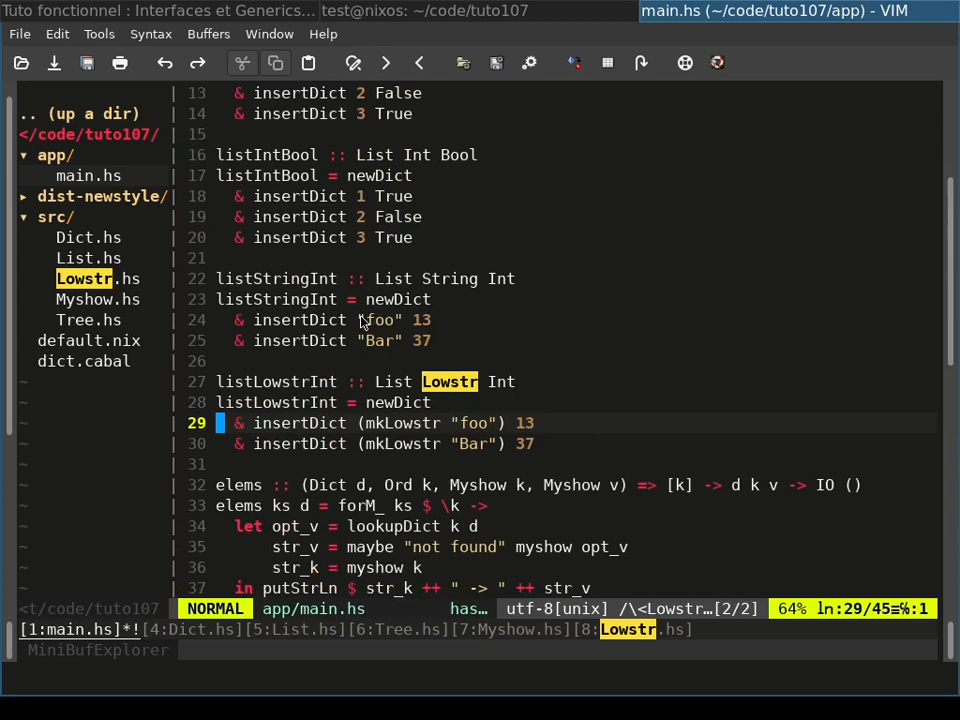 Tuto fonctionnel : Interfaces et Generics... test@nixos: ~/code/tuto107 main.hs (~/code/tuto107/app) - VIM
File Edit Tools Syntax Buffers Window Help
.. (up a dir)
</code/tuto107/
▾ app/
main.hs
▸ dist-newstyle/
▾ src/
Dict.hs
List.hs
Lowstr.hs
Myshow.hs
Tree.hs
default.nix
dict.cabal
~
~
~
~
~
~
~
~
~
~
~
13 & insertDict 2 False
14 & insertDict 3 True
15
16 listIntBool :: List Int Bool
17 listIntBool = newDict
18 & insertDict 1 True
19 & insertDict 2 False
20 & insertDict 3 True
21
22 listStringInt :: List String Int
23 listStringInt = newDict
24 & insertDict "foo" 13
25 & insertDict "Bar" 37
26
27 listLowstrInt :: List Lowstr Int
28 listLowstrInt = newDict
29 & insertDict (mkLowstr "foo") 13
30 & insertDict (mkLowstr "Bar") 37
31
32 elems :: (Dict d, Ord k, Myshow k, Myshow v) => [k] -> d k v -> IO ()
33 elems ks d = forM_ ks $ \k ->
34 let opt_v = lookupDict k d
35 str_v = maybe "not found" myshow opt_v
36 str_k = myshow k
37 in putStrLn $ str_k ++ " -> " ++ str_v
<t/code/tuto107 NORMAL app/main.hs has… utf-8[unix] /\<Lowstr…[2/2] 64% ln:29/45≡℅:1
[1:main.hs]*![4:Dict.hs][5:List.hs][6:Tree.hs][7:Myshow.hs][8:Lowstr.hs]
MiniBufExplorer